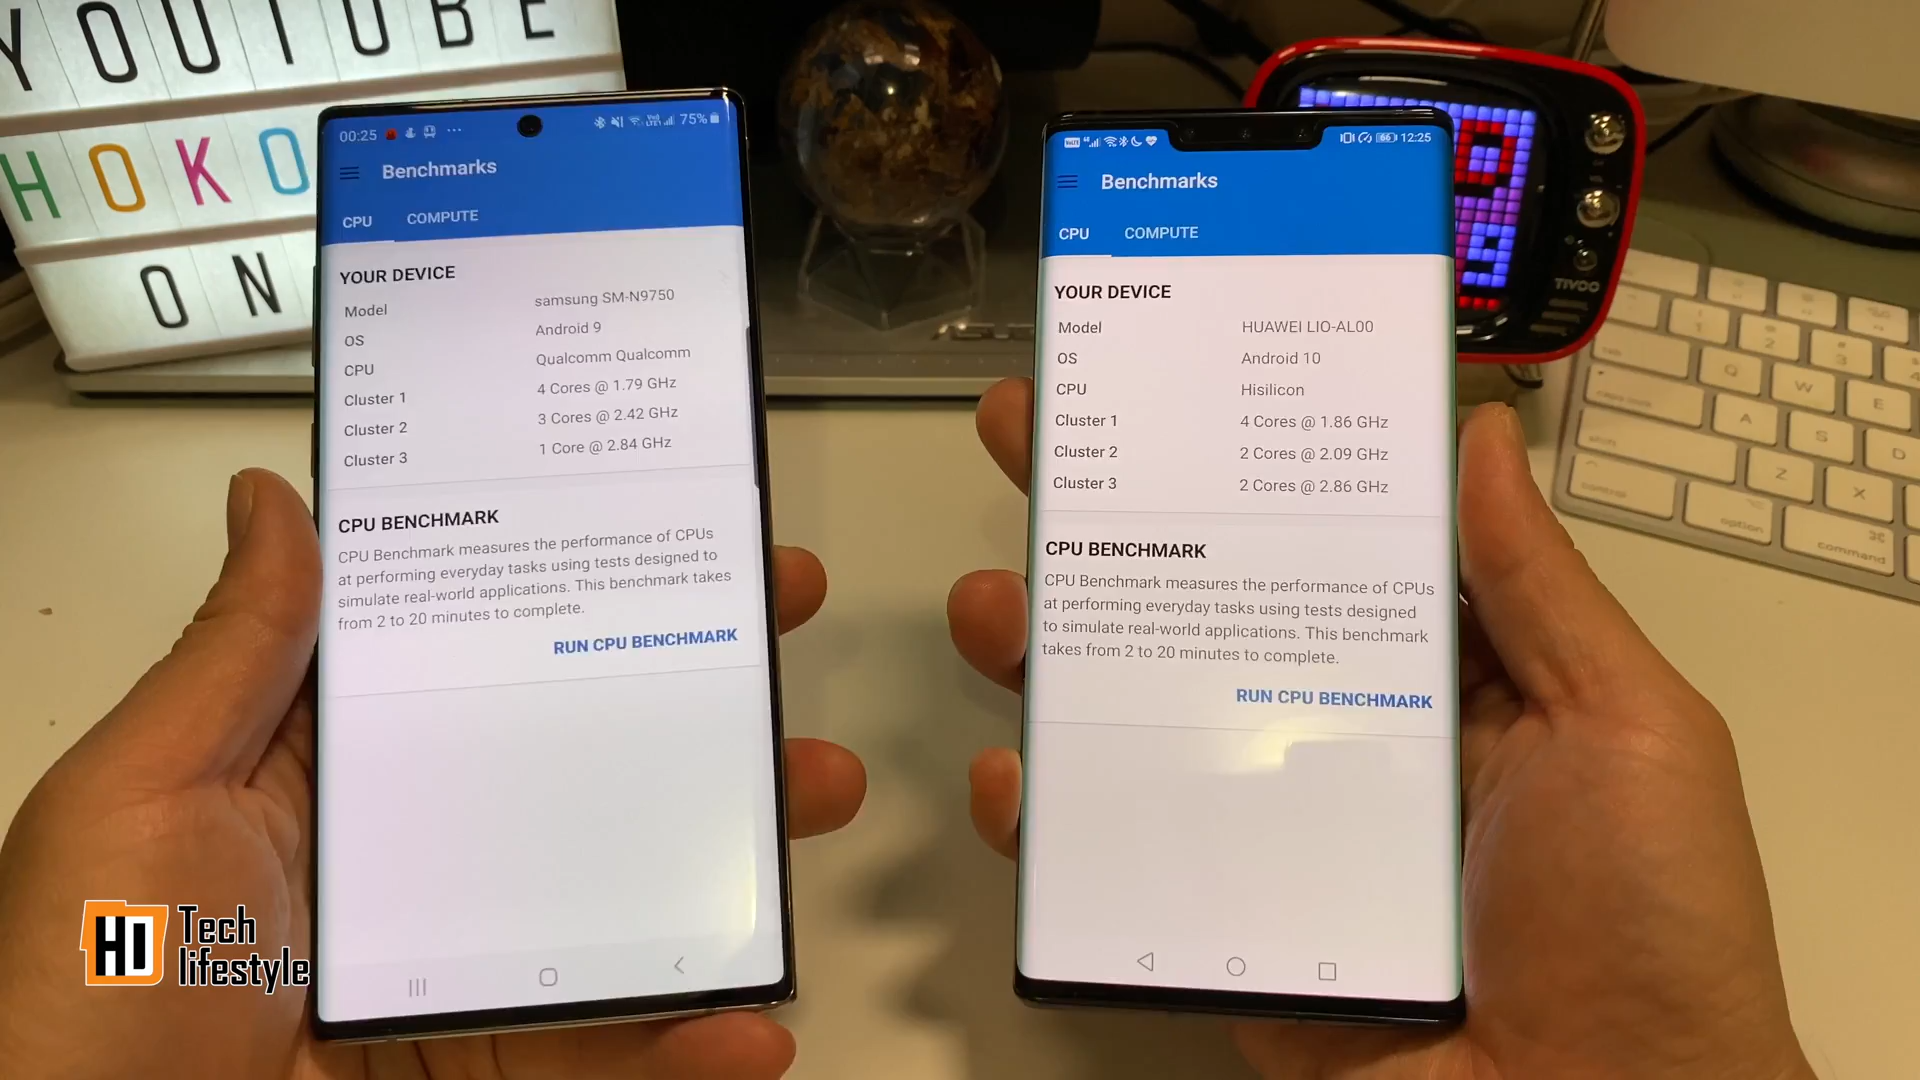 YOUTUBE
HOKO
ON
00:25
75%
Benchmarks
CPU COMPUTE
YOUR DEVICE
Model samsung SM-N9750
OS Android 9
CPU Qualcomm Qualcomm
Cluster 1 4 Cores @ 1.79 GHz
Cluster 2 3 Cores @ 2.42 GHz
Cluster 3 1 Core @ 2.84 GHz
CPU BENCHMARK
CPU Benchmark measures the performance of CPUs
at performing everyday tasks using tests designed to
simulate real-world applications. This benchmark takes
from 2 to 20 minutes to complete.
RUN CPU BENCHMARK
12:25
Benchmarks
CPU COMPUTE
YOUR DEVICE
Model HUAWEI LIO-AL00
OS Android 10
CPU Hisilicon
Cluster 1 4 Cores @ 1.86 GHz
Cluster 2 2 Cores @ 2.09 GHz
Cluster 3 2 Cores @ 2.86 GHz
CPU BENCHMARK
CPU Benchmark measures the performance of CPUs
at performing everyday tasks using tests designed
to simulate real-world applications. This benchmark
takes from 2 to 20 minutes to complete.
RUN CPU BENCHMARK
TIVOO
Q W E
A S D
Z X
control option command
HD Tech
lifestyle